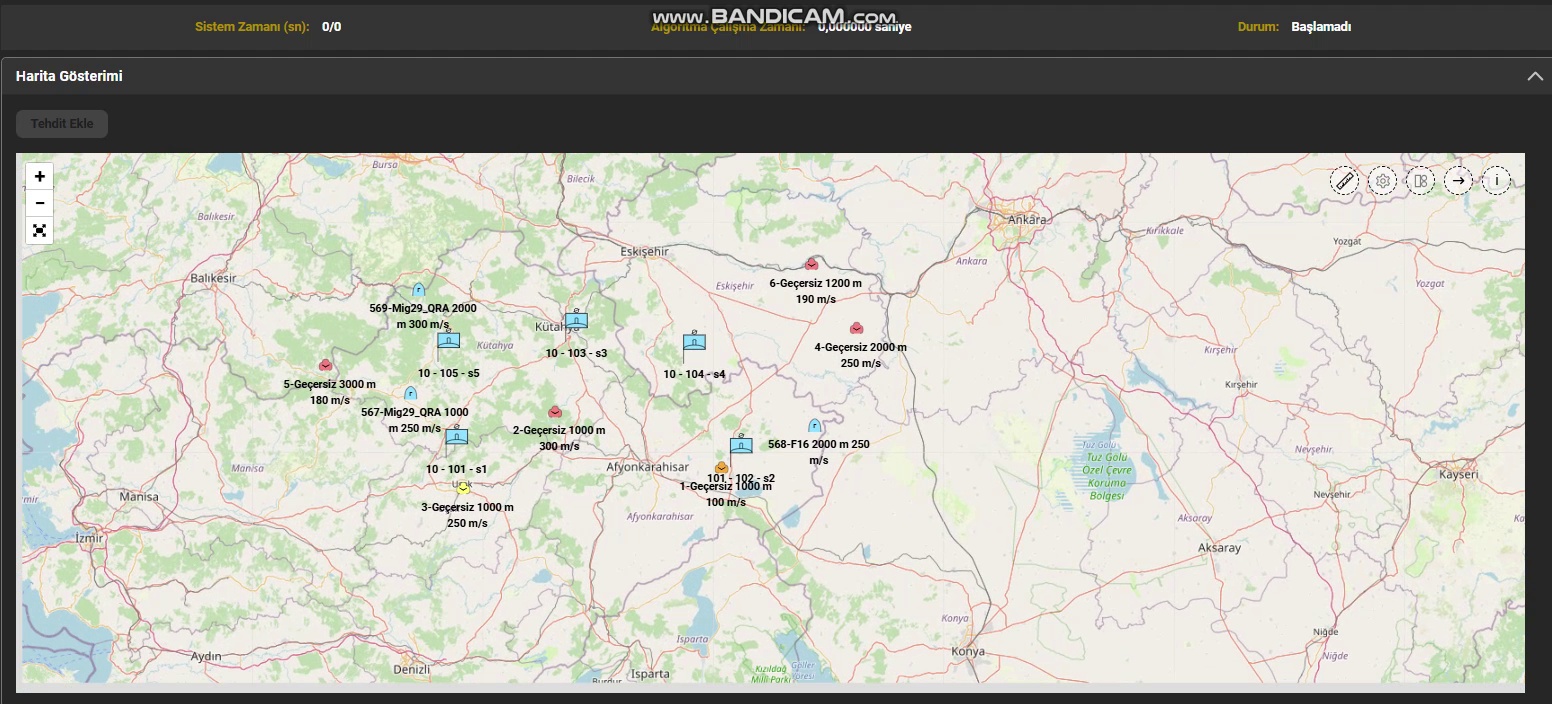 www.BANDICAM.com
Sistem Zamanı (sn): 0/0
Algoritma Çalışma Zamanı: 0,000000 saniye
Durum: Başlamadı
Harita Gösterimi
Tehdit Ekle
+
−
Bursa
Bilecik
Balıkesir
Ankara
Kırıkkale
Yozgat
Eskişehir
Ankara
Balıkesir
Eskişehir
Yozgat
6-Geçersiz 1200 m
190 m/s
569-Mig29_QRA 2000
m 300 m/s
Kütahya
Kütahya
10 - 103 - s3
4-Geçersiz 2000 m
250 m/s
Kırşehir
10 - 105 - s5
10 - 104 - s4
5-Geçersiz 3000 m
180 m/s
Kırşehir
567-Mig29_QRA 1000
m 250 m/s
2-Geçersiz 1000 m
300 m/s
568-F16 2000 m 250
m/s
Tuz Gölü
Tuz Gölü
Özel Çevre
Koruma
Bölgesi
Nevşehir
Manisa
10 - 101 - s1
Afyonkarahisar
101 - 102 - s2
1-Geçersiz 1000 m
100 m/s
Kayseri
Uşak
Manisa
Nevşehir
3-Geçersiz 1000 m
250 m/s
Afyonkarahisar
Aksaray
İzmir
Aksaray
Konya
Niğde
Isparta
Konya
Aydın
Niğde
Denizli
Isparta
Burdur
Kızıldağ
Milli Parkı
Göller
i